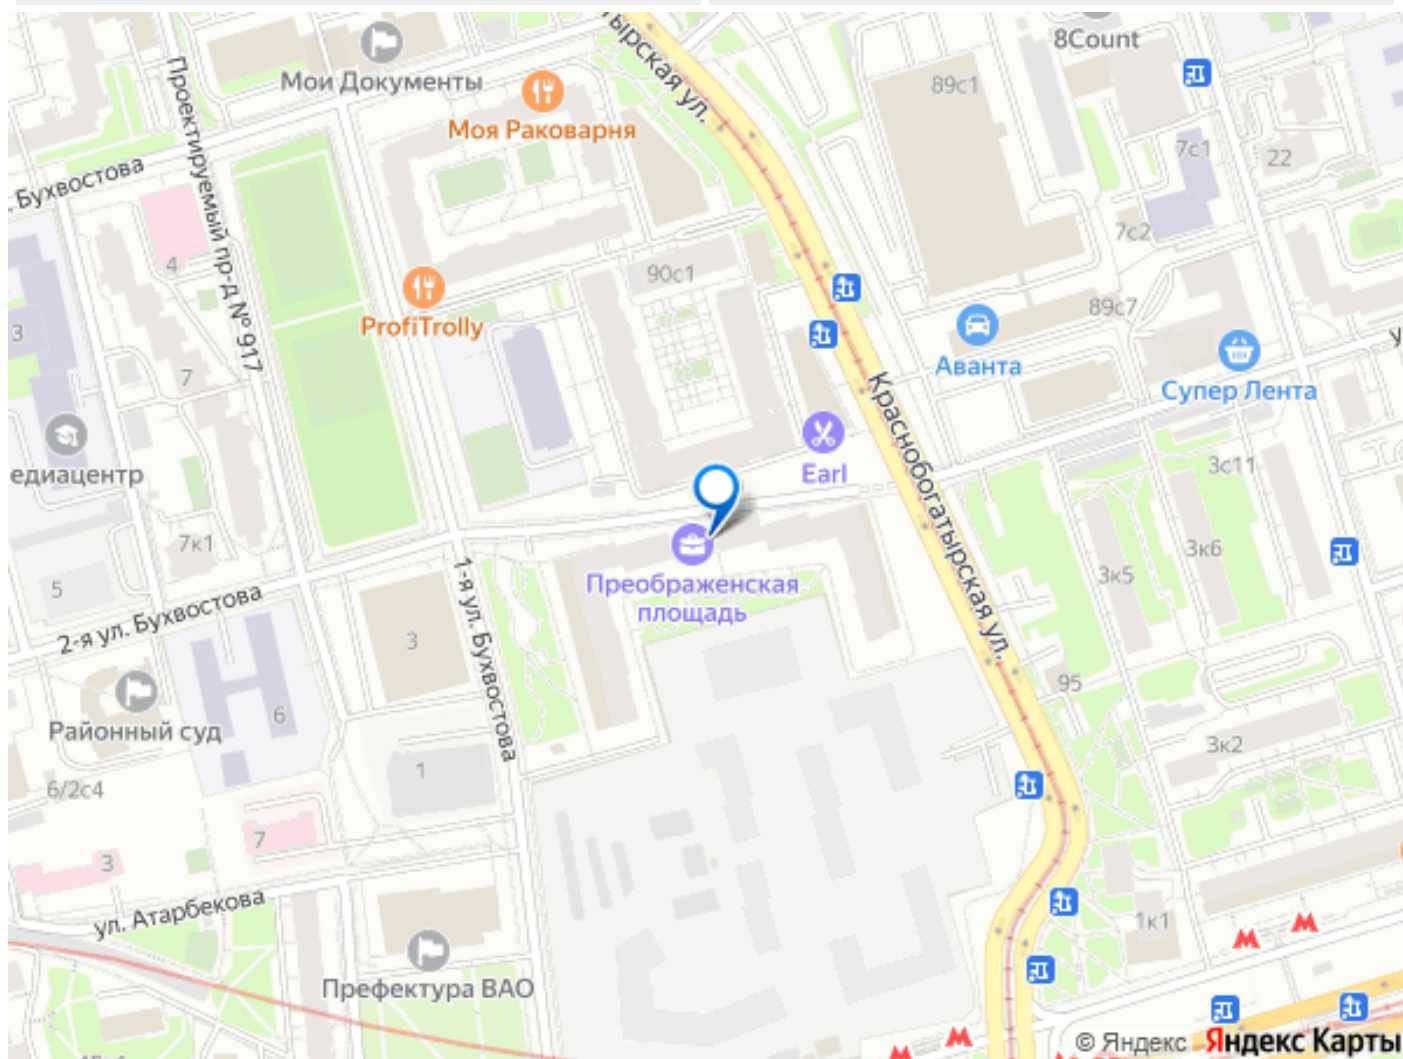 8Count
Мои Документы
89с1
Моя Раковарня
тырская ул.
7с1
22
Бухвостова
Проектируемый пр-д № 917
7с2
4
90с1
89с7
3
ProfiTrolly
Аванта
7
Супер Лента
Краснобогатырская ул.
Earl
3с11
едиацентр
7к1
3к6
5
Преображенская
площадь
3к5
2-я ул. Бухвостова
1-я ул. Бухвостова
3
95
6
Районный суд
3к2
1
6/2с4
7
3
ул. Атарбекова
1к1
Префектура ВАО
© Яндекс Яндекс Карты